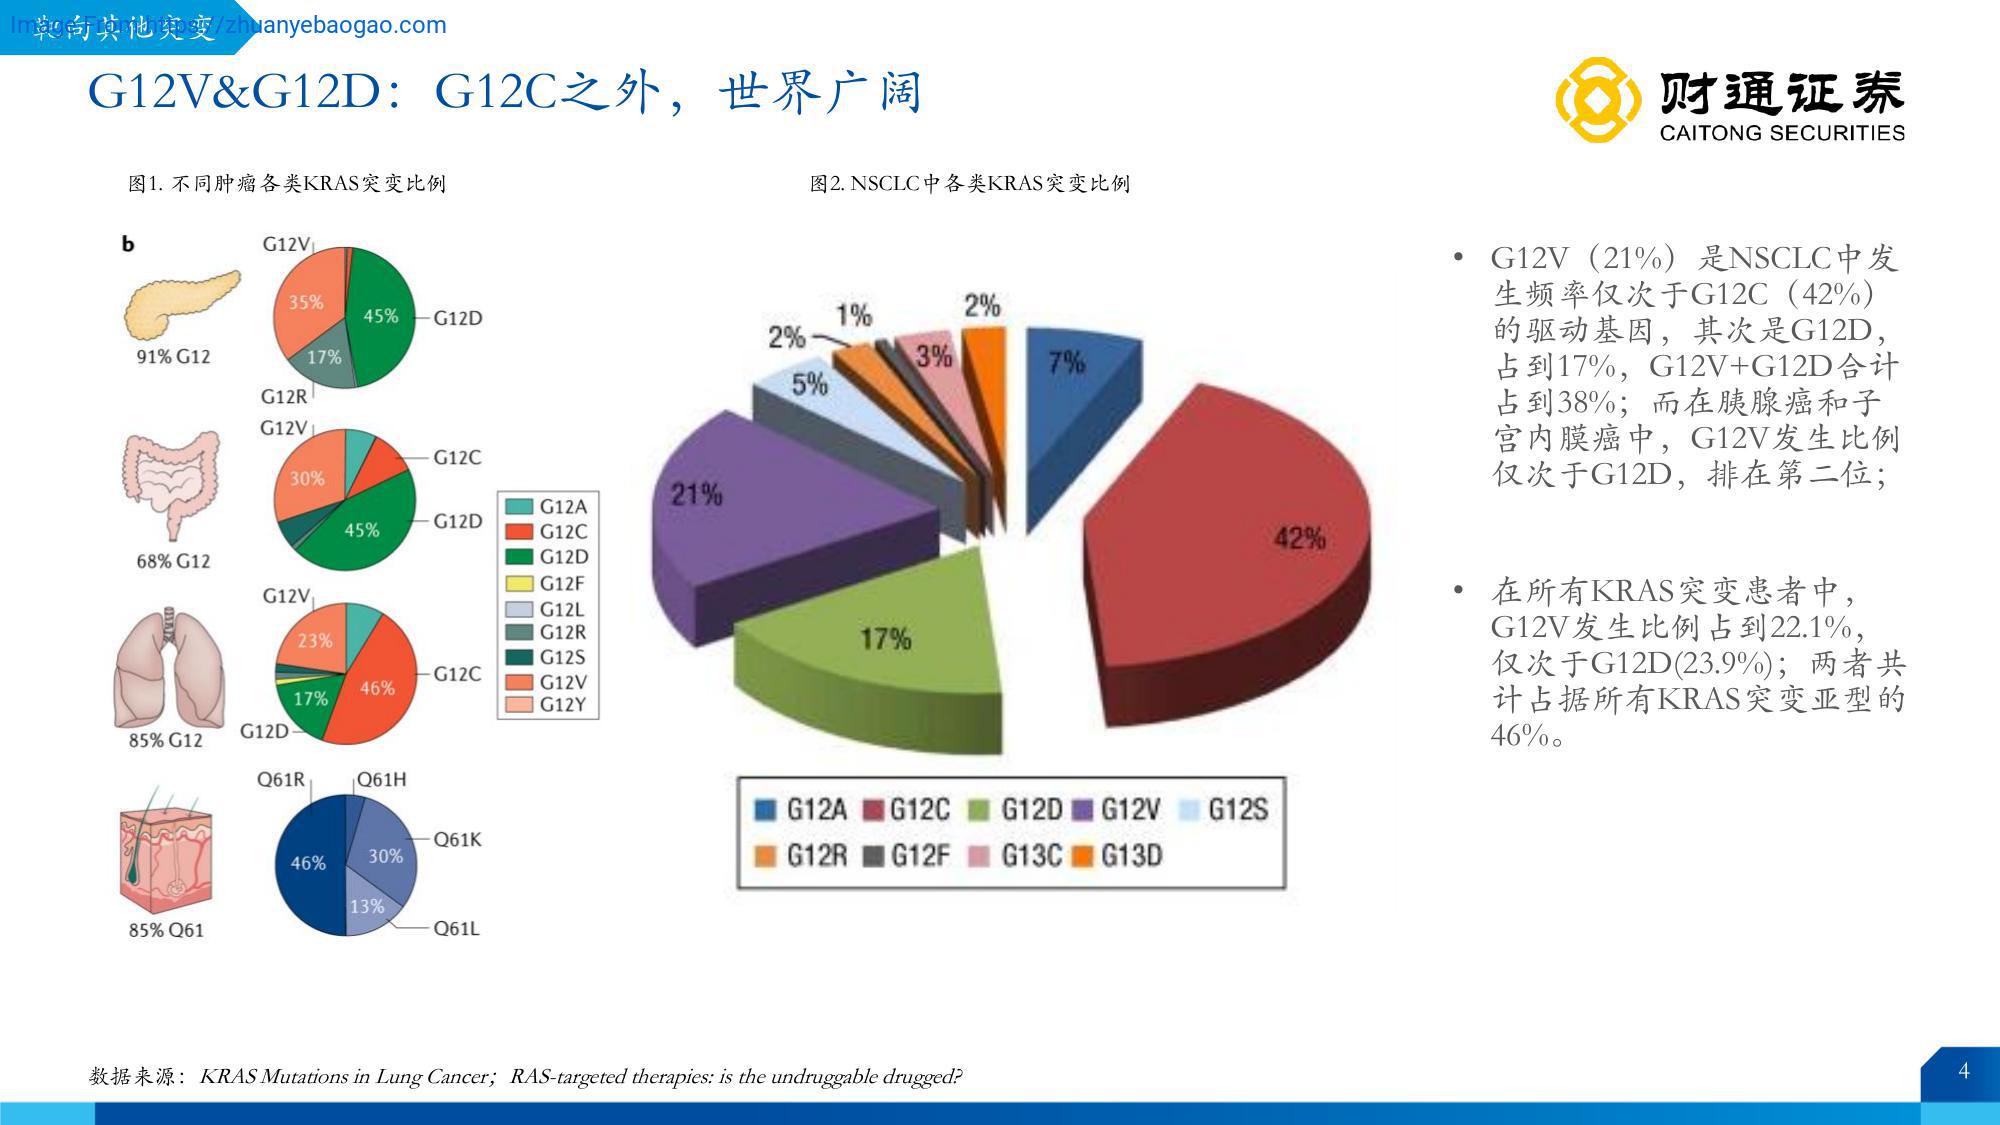 靶向其他突变
Image From:https://zhuanyebaogao.com
G12V&G12D：G12C之外，世界广阔
财通证券
CAITONG SECURITIES
图1. 不同肿瘤各类KRAS突变比例
b
91% G12
G12V
35%
45%
G12D
17%
G12R
68% G12
G12V
G12C
30%
G12D
45%
85% G12
G12V
23%
G12C
46%
17%
G12D
85% Q61
Q61R
Q61H
Q61K
46%
30%
13%
Q61L
G12A
G12C
G12D
G12F
G12L
G12R
G12S
G12V
G12Y
图2. NSCLC中各类KRAS突变比例
2%
1%
2%
3%
7%
5%
21%
42%
17%
G12A G12C G12D G12V G12S
G12R G12F G13C G13D
• G12V（21%）是NSCLC中发
生频率仅次于G12C（42%）
的驱动基因，其次是G12D，
占到17%，G12V+G12D合计
占到38%；而在胰腺癌和子
宫内膜癌中，G12V发生比例
仅次于G12D，排在第二位；
• 在所有KRAS突变患者中，
G12V发生比例占到22.1%，
仅次于G12D(23.9%)；两者共
计占据所有KRAS突变亚型的
46%。
数据来源：KRAS Mutations in Lung Cancer；RAS-targeted therapies: is the undruggable drugged?
4